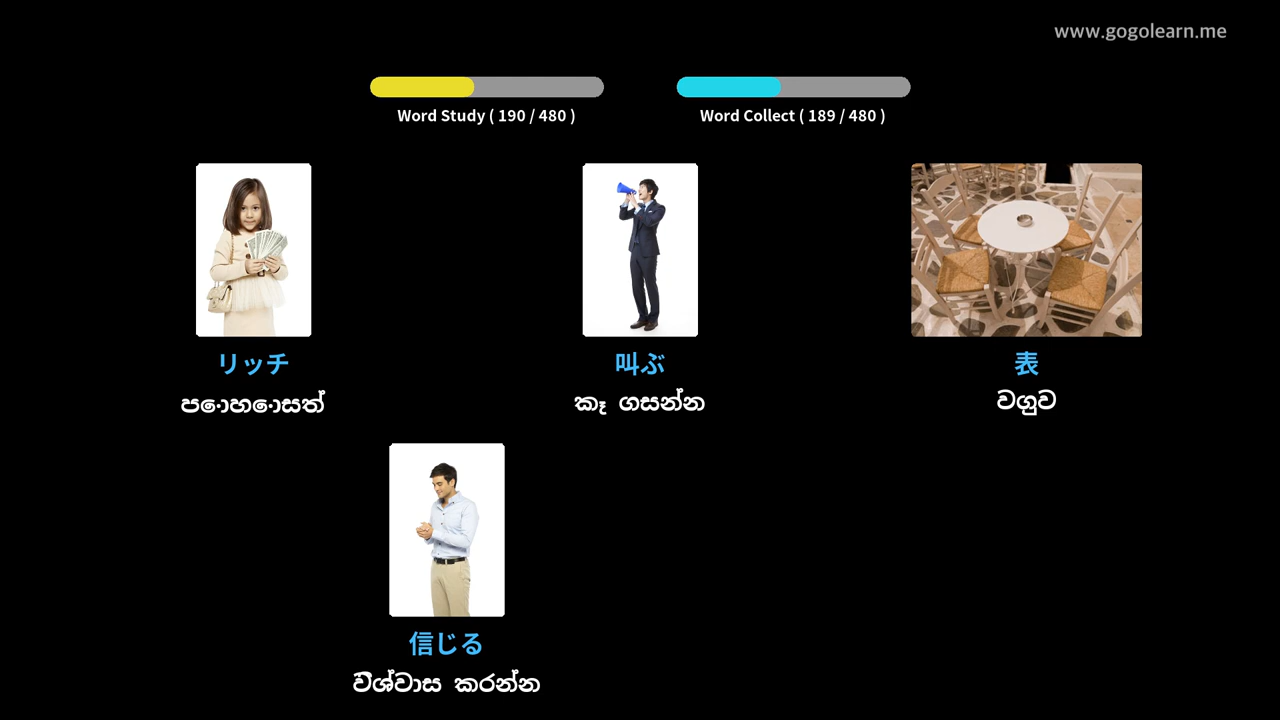 www.gogolearn.me
Word Study ( 190 / 480 )
Word Collect ( 189 / 480 )
リッチ
පොහොසත්
叫ぶ
කෑ ගසන්න
表
වගුව
信じる
විශ්වාස කරන්න